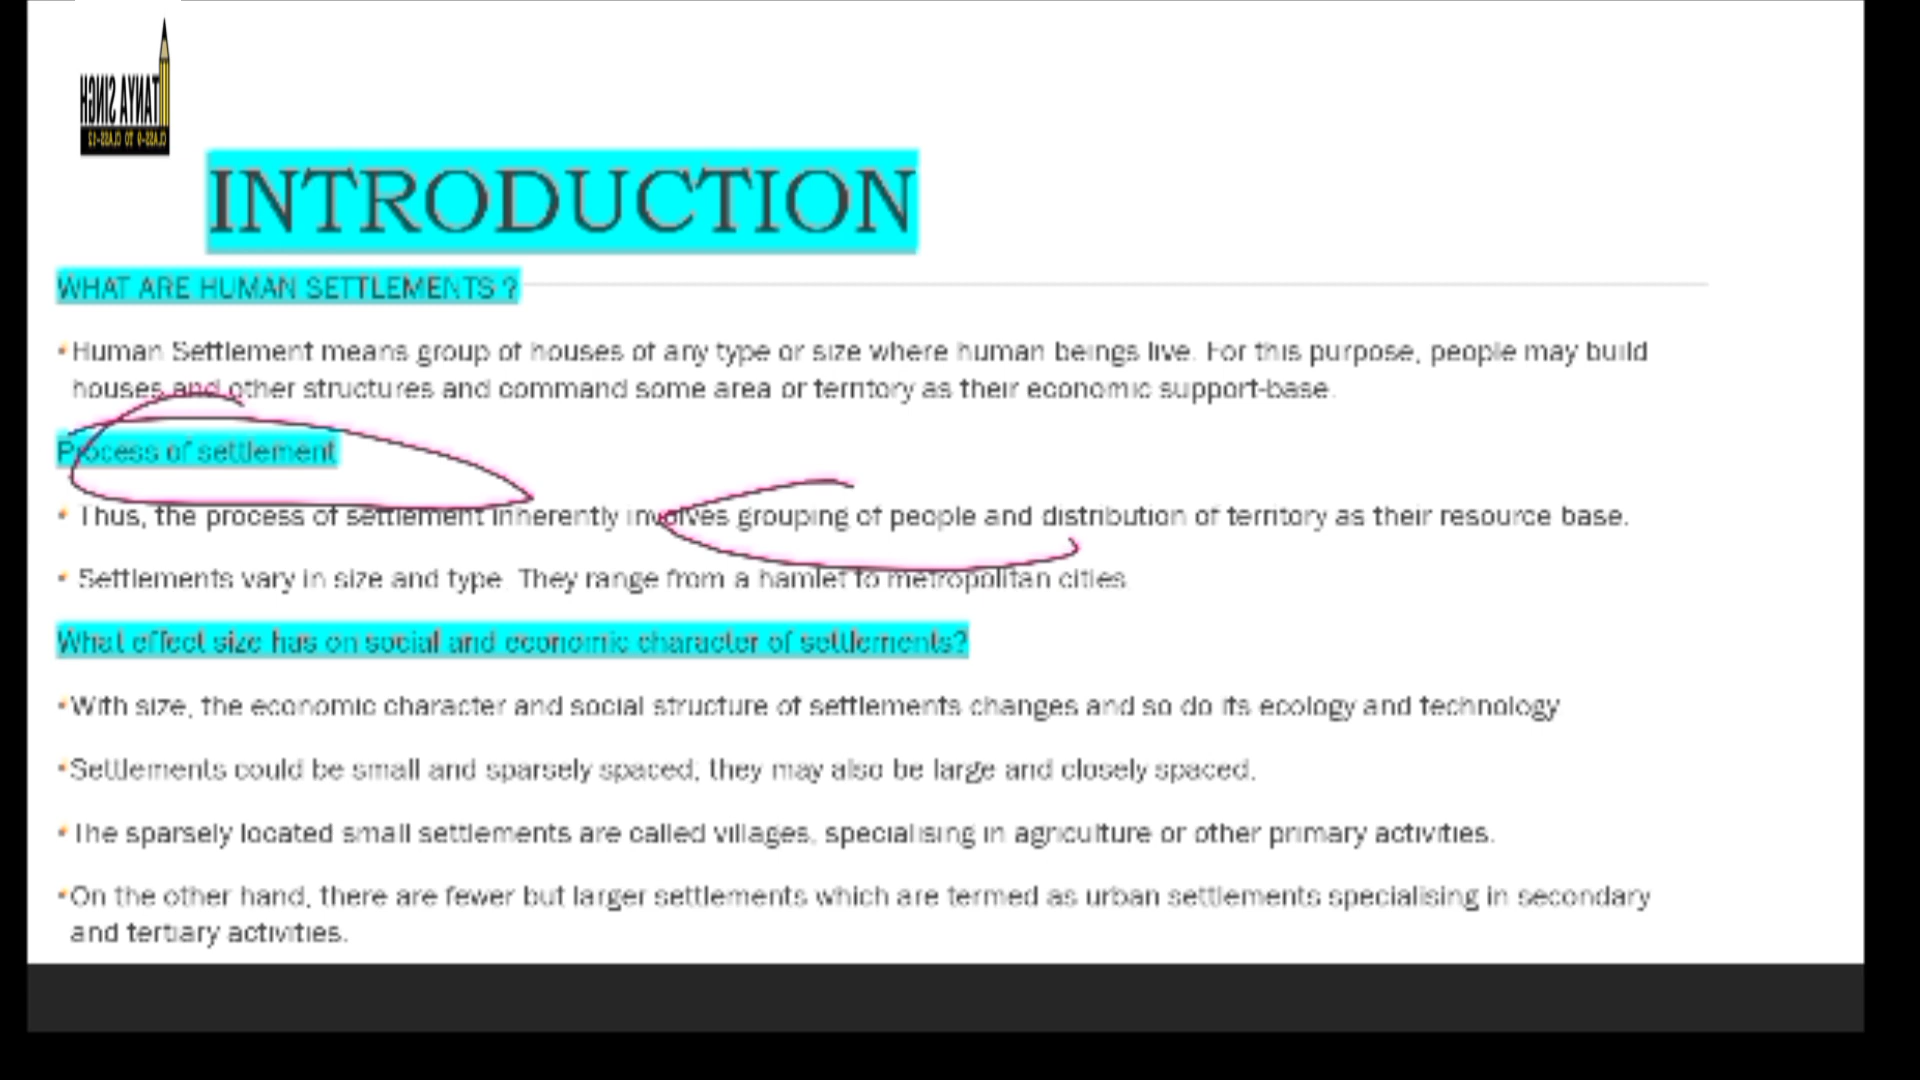 TANYA SINGH
CLASS-9 TO CLASS-12
INTRODUCTION
WHAT ARE HUMAN SETTLEMENTS ?
•Human Settlement means group of houses of any type or size where human beings live. For this purpose, people may build
houses and other structures and command some area or territory as their economic support-base.
Process of settlement
• Thus, the process of settlement inherently involves grouping of people and distribution of territory as their resource base.
• Settlements vary in size and type. They range from a hamlet to metropolitan cities.
What effect size has on social and economic character of settlements?
•With size, the economic character and social structure of settlements changes and so do its ecology and technology
•Settlements could be small and sparsely spaced; they may also be large and closely spaced.
•The sparsely located small settlements are called villages, specialising in agriculture or other primary activities.
•On the other hand, there are fewer but larger settlements which are termed as urban settlements specialising in secondary
and tertiary activities.